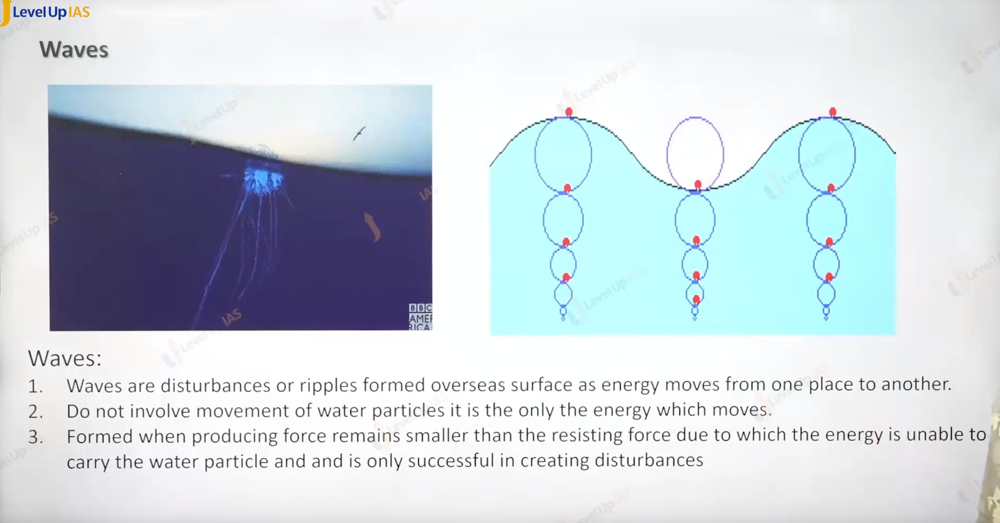 LevelUp IAS
Waves
BBC
AMER
RICA
Waves:
1. Waves are disturbances or ripples formed overseas surface as energy moves from one place to another.
2. Do not involve movement of water particles it is the only the energy which moves.
3. Formed when producing force remains smaller than the resisting force due to which the energy is unable to
carry the water particle and and is only successful in creating disturbances